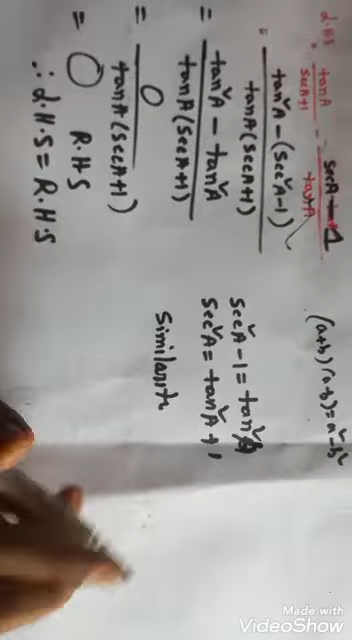 L.H.S
tanA/(secA+1) - (secA-1)/tanA
= (tan²A - (sec²A-1))/(tanA(secA+1))
= (tan²A - tan²A)/(tanA(secA+1))
= 0/(tanA(secA+1))
= 0 R.H.S
∴ L.H.S = R.H.S
(a+b)(a-b)=a²-b²
sec²A-1=tan²A
sec²A=tan²A+1
Made With
VideoShow